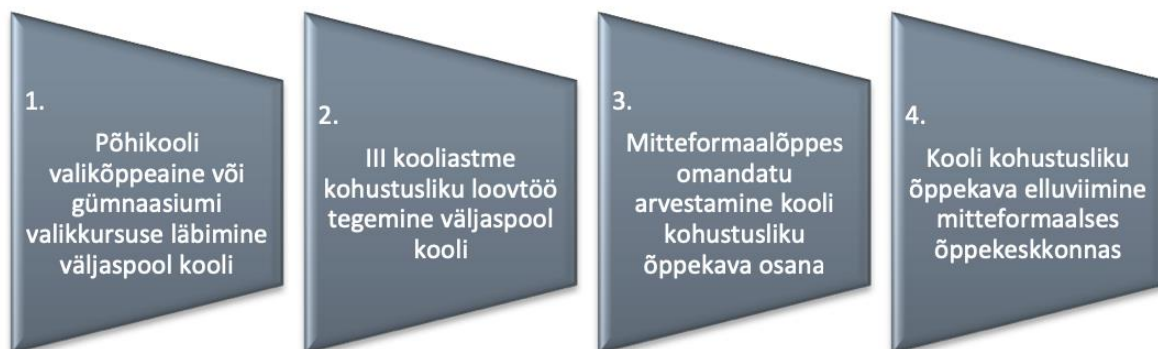 1.
Põhikooli
valikõppeaine või
gümnaasiumi
valikkursuse läbimine
väljaspool kooli
2.
III kooliastme
kohustusliku loovtöö
tegemine väljaspool
kooli
3.
Mitteformaalõppes
omandatu
arvestamine kooli
kohustusliku
õppekava osana
4.
Kooli kohustusliku
õppekava elluviimine
mitteformaalses
õppekeskkonnas